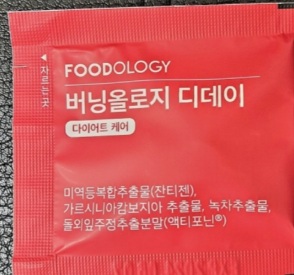 ◀ 자르는곳
FOODOLOGY
버닝올로지 디데이
다이어트 케어
미역등복합추출물(잔티젠),
가르시니아캄보지아 추출물, 녹차추출물,
돌외잎주정추출분말(액티포닌®)